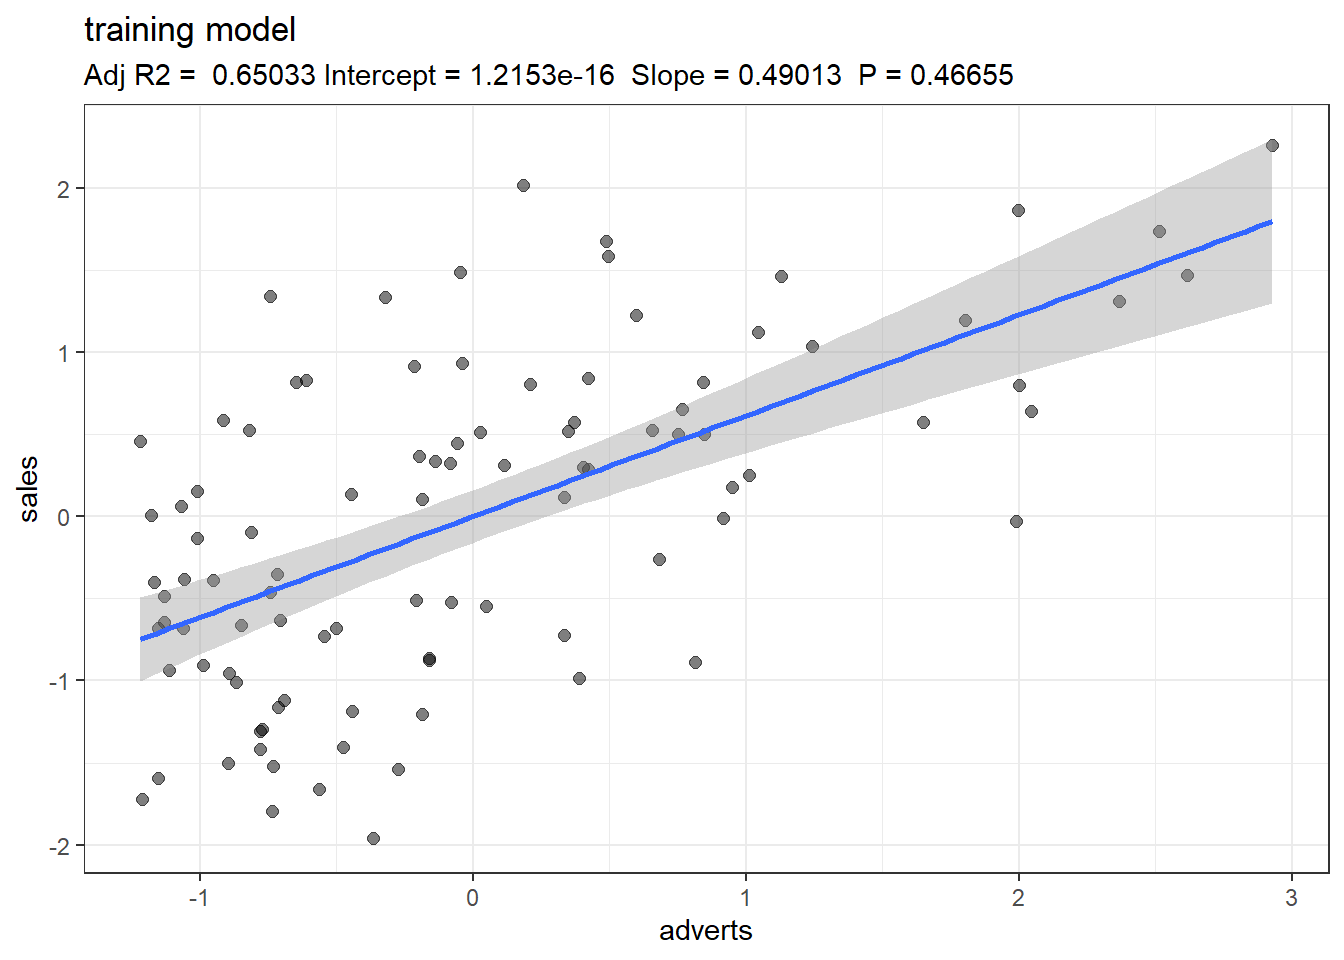 training model
Adj R2 =  0.65033 Intercept = 1.2153e-16  Slope = 0.49013  P = 0.46655
2
1
0
-1
-2
sales
-1 0 1 2 3
adverts